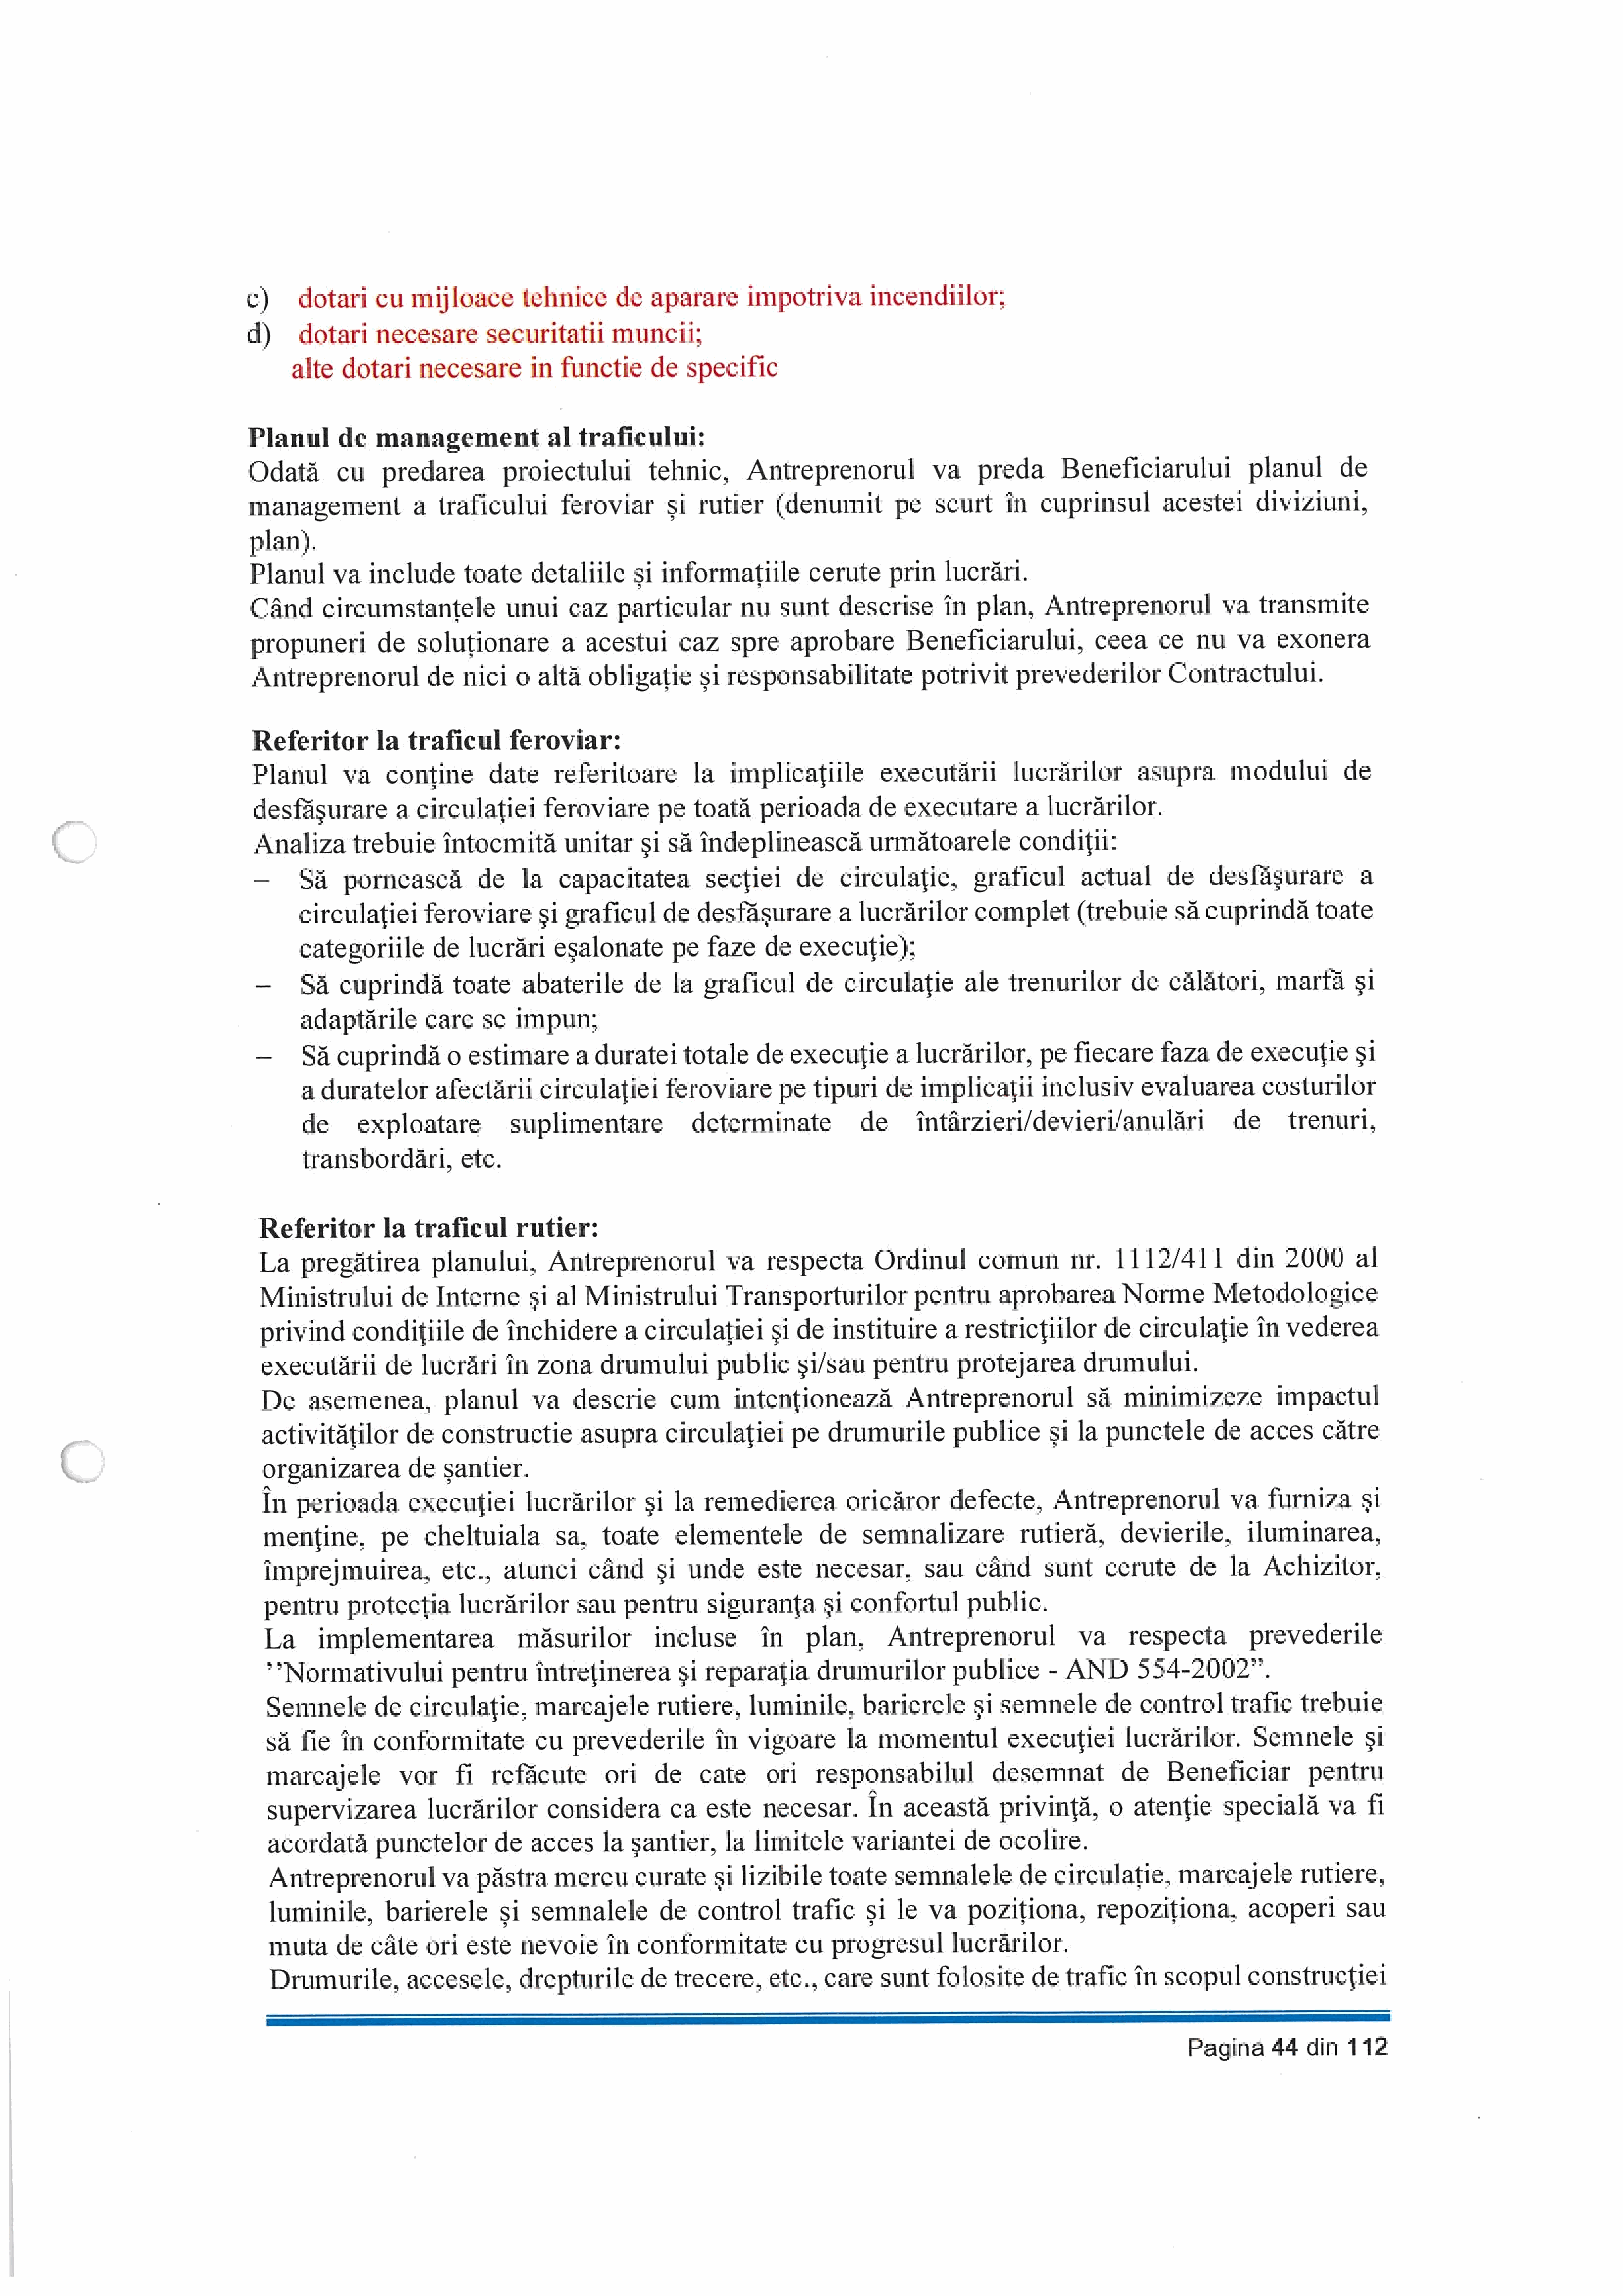 c) dotari cu mijloace tehnice de aparare impotriva incendiilor;
d) dotari necesare securitatii muncii;
alte dotari necesare in functie de specific
Planul de management al traficului:
Odată cu predarea proiectului tehnic, Antreprenorul va preda Beneficiarului planul de
management a traficului feroviar și rutier (denumit pe scurt în cuprinsul acestei diviziuni,
plan).
Planul va include toate detaliile și informațiile cerute prin lucrări.
Când circumstanțele unui caz particular nu sunt descrise în plan, Antreprenorul va transmite
propuneri de soluționare a acestui caz spre aprobare Beneficiarului, ceea ce nu va exonera
Antreprenorul de nici o altă obligație și responsabilitate potrivit prevederilor Contractului.
Referitor la traficul feroviar:
Planul va conține date referitoare la implicațiile executării lucrărilor asupra modului de
desfăşurare a circulației feroviare pe toată perioada de executare a lucrărilor.
Analiza trebuie întocmită unitar şi să îndeplinească următoarele condiţii:
– Să pornească de la capacitatea secţiei de circulaţie, graficul actual de desfăşurare a
circulaţiei feroviare şi graficul de desfăşurare a lucrărilor complet (trebuie să cuprindă toate
categoriile de lucrări eşalonate pe faze de execuţie);
– Să cuprindă toate abaterile de la graficul de circulaţie ale trenurilor de călători, marfă şi
adaptările care se impun;
– Să cuprindă o estimare a duratei totale de execuţie a lucrărilor, pe fiecare faza de execuţie şi
a duratelor afectării circulaţiei feroviare pe tipuri de implicaţii inclusiv evaluarea costurilor
de exploatare suplimentare determinate de întârzieri/devieri/anulări de trenuri,
transbordări, etc.
Referitor la traficul rutier:
La pregătirea planului, Antreprenorul va respecta Ordinul comun nr. 1112/411 din 2000 al
Ministrului de Interne şi al Ministrului Transporturilor pentru aprobarea Norme Metodologice
privind condiţiile de închidere a circulaţiei şi de instituire a restricţiilor de circulaţie în vederea
executării de lucrări în zona drumului public şi/sau pentru protejarea drumului.
De asemenea, planul va descrie cum intenţionează Antreprenorul să minimizeze impactul
activităţilor de constructie asupra circulaţiei pe drumurile publice și la punctele de acces către
organizarea de șantier.
În perioada execuţiei lucrărilor şi la remedierea oricăror defecte, Antreprenorul va furniza şi
menţine, pe cheltuiala sa, toate elementele de semnalizare rutieră, devierile, iluminarea,
împrejmuirea, etc., atunci când şi unde este necesar, sau când sunt cerute de la Achizitor,
pentru protecţia lucrărilor sau pentru siguranţa şi confortul public.
La implementarea măsurilor incluse în plan, Antreprenorul va respecta prevederile
’’Normativului pentru întreţinerea şi reparaţia drumurilor publice - AND 554-2002”.
Semnele de circulaţie, marcajele rutiere, luminile, barierele şi semnele de control trafic trebuie
să fie în conformitate cu prevederile în vigoare la momentul execuţiei lucrărilor. Semnele şi
marcajele vor fi refăcute ori de cate ori responsabilul desemnat de Beneficiar pentru
supervizarea lucrărilor considera ca este necesar. În această privinţă, o atenţie specială va fi
acordată punctelor de acces la şantier, la limitele variantei de ocolire.
Antreprenorul va păstra mereu curate şi lizibile toate semnalele de circulație, marcajele rutiere,
luminile, barierele și semnalele de control trafic și le va poziționa, repoziționa, acoperi sau
muta de câte ori este nevoie în conformitate cu progresul lucrărilor.
Drumurile, accesele, drepturile de trecere, etc., care sunt folosite de trafic în scopul construcţiei
Pagina 44 din 112